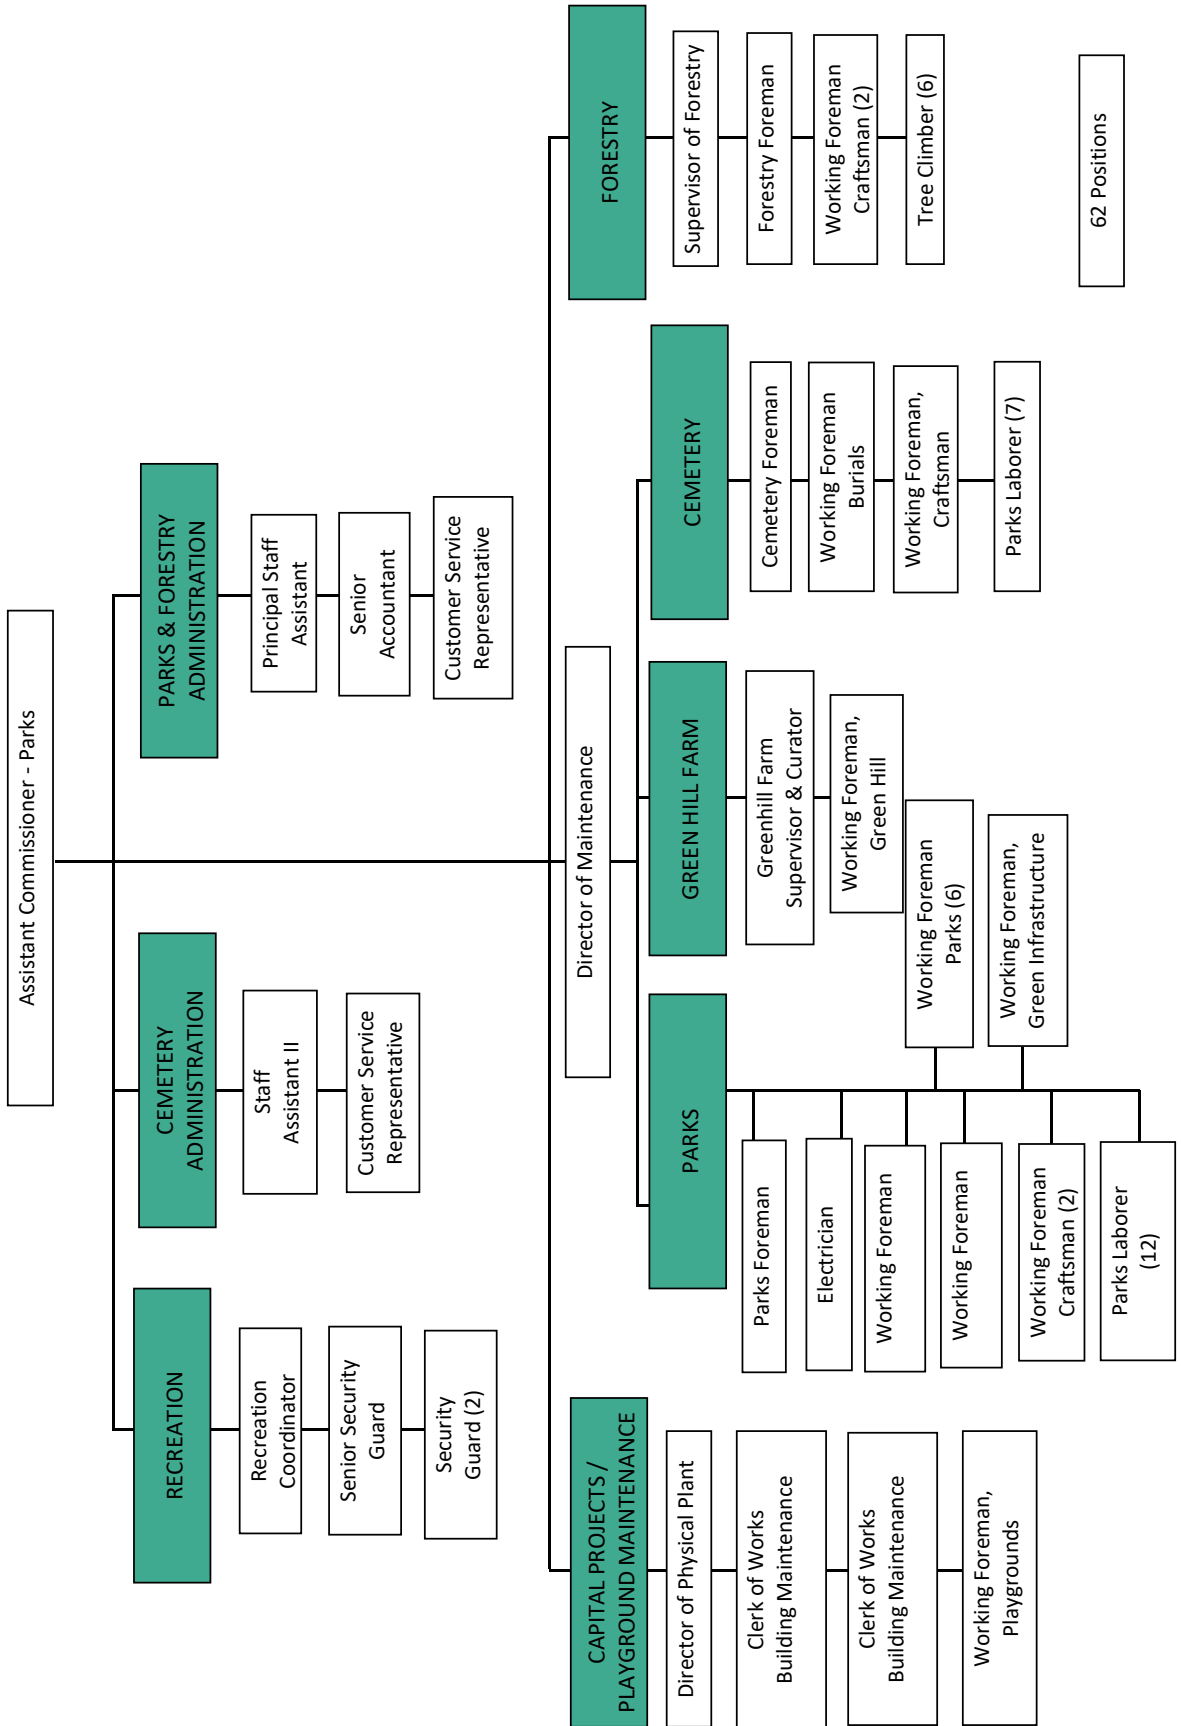 Assistant Commissioner - Parks
RECREATION
Recreation
Coordinator
Senior Security
Guard
Security
Guard (2)
CEMETERY
ADMINISTRATION
Staff
Assistant II
Customer Service
Representative
PARKS & FORESTRY
ADMINISTRATION
Principal Staff
Assistant
Senior
Accountant
Customer Service
Representative
Director of Maintenance
CAPITAL PROJECTS /
PLAYGROUND MAINTENANCE
Director of Physical Plant
Clerk of Works
Building Maintenance
Clerk of Works
Building Maintenance
Working Foreman,
Playgrounds
PARKS
Parks Foreman
Electrician
Working Foreman
Working Foreman
Working Foreman
Craftsman (2)
Parks Laborer
(12)
Working Foreman
Parks (6)
Working Foreman,
Green Infrastructure
GREEN HILL FARM
Greenhill Farm
Supervisor & Curator
Working Foreman,
Green Hill
CEMETERY
Cemetery Foreman
Working Foreman
Burials
Working Foreman,
Craftsman
Parks Laborer (7)
FORESTRY
Supervisor of Forestry
Forestry Foreman
Working Foreman
Craftsman (2)
Tree Climber (6)
62 Positions